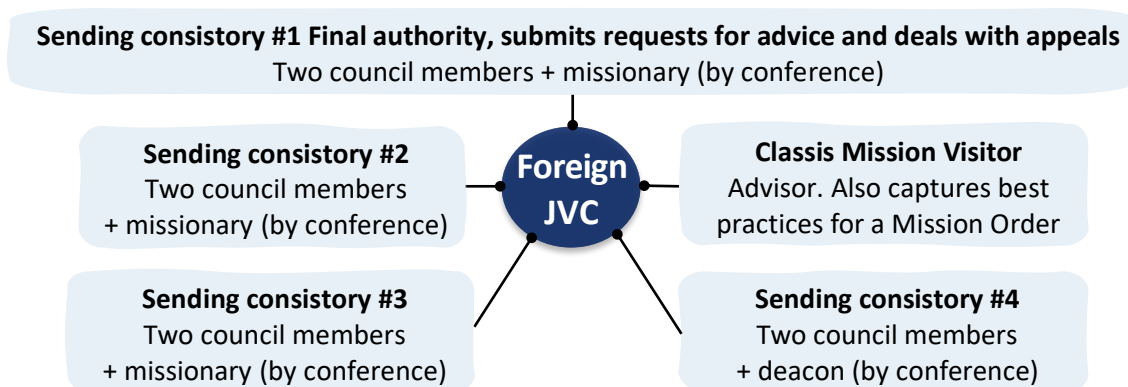 Sending consistory #1 Final authority, submits requests for advice and deals with appeals
Two council members + missionary (by conference)
Sending consistory #2
Two council members
+ missionary (by conference)
Foreign
JVC
Classis Mission Visitor
Advisor. Also captures best
practices for a Mission Order
Sending consistory #3
Two council members
+ missionary (by conference)
Sending consistory #4
Two council members
+ deacon (by conference)